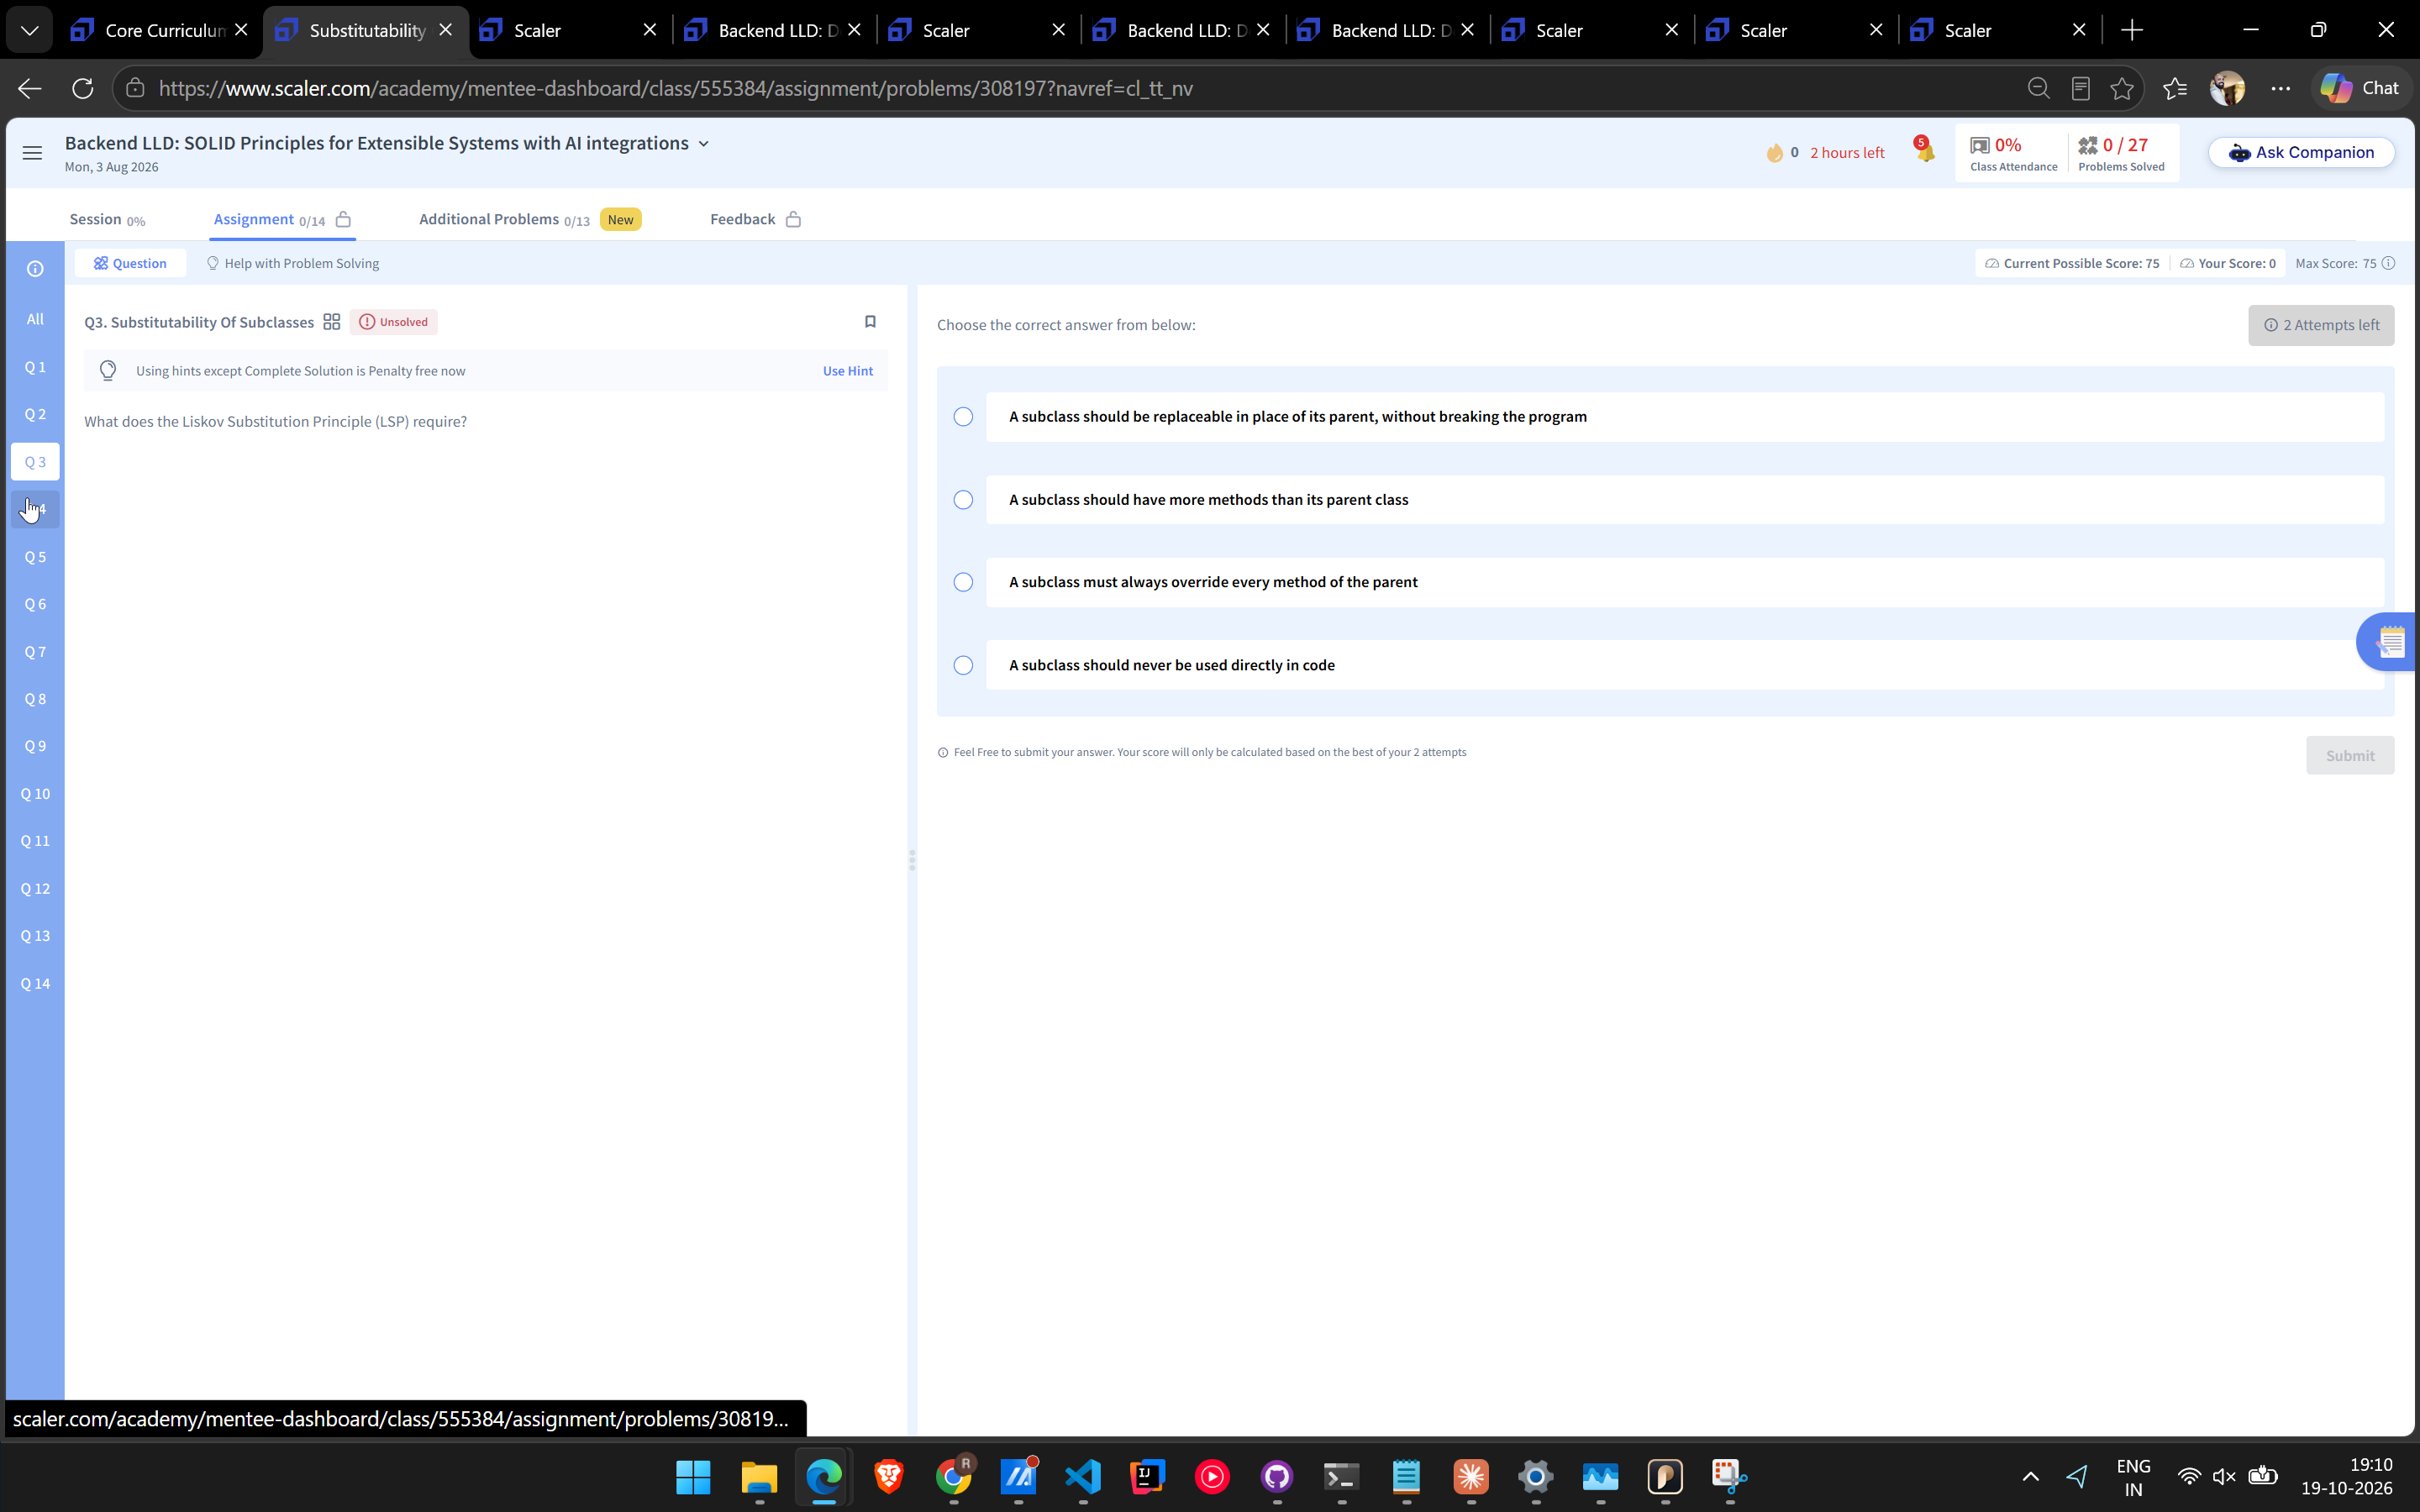 Core Curriculum
Substitutability
Scaler
Backend LLD: D
Scaler
Backend LLD: D
Backend LLD: D
Scaler
Scaler
Scaler
https://www.scaler.com/academy/mentee-dashboard/class/555384/assignment/problems/308197?navref=cl_tt_nv
Chat
Backend LLD: SOLID Principles for Extensible Systems with AI integrations
Mon, 3 Aug 2026
0 2 hours left
5
0%
Class Attendance
0 / 27
Problems Solved
Ask Companion
Session 0%
Assignment 0/14
Additional Problems 0/13 New
Feedback
Question
Help with Problem Solving
Current Possible Score: 75
Your Score: 0
Max Score: 75
All
Q 1
Q 2
Q 3
4
Q 5
Q 6
Q 7
Q 8
Q 9
Q 10
Q 11
Q 12
Q 13
Q 14
Q3. Substitutability Of Subclasses
Unsolved
Using hints except Complete Solution is Penalty free now
Use Hint
What does the Liskov Substitution Principle (LSP) require?
Choose the correct answer from below:
2 Attempts left
A subclass should be replaceable in place of its parent, without breaking the program
A subclass should have more methods than its parent class
A subclass must always override every method of the parent
A subclass should never be used directly in code
Feel Free to submit your answer. Your score will only be calculated based on the best of your 2 attempts
Submit
scaler.com/academy/mentee-dashboard/class/555384/assignment/problems/30819...
R
IJ
ENG
IN
19:10
19-10-2026